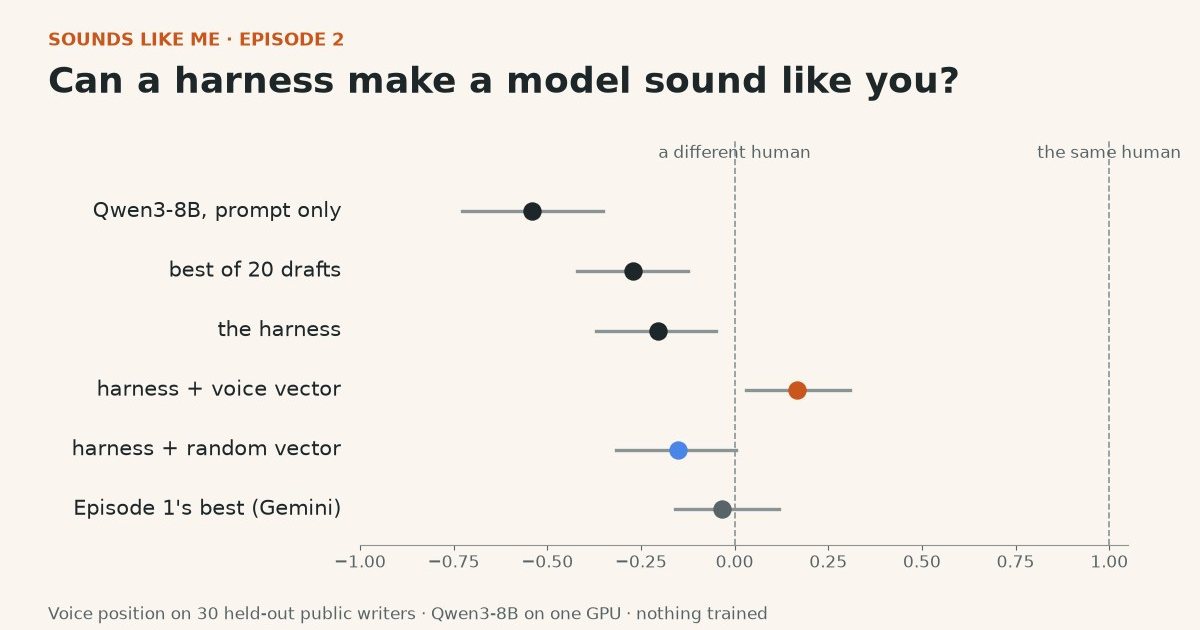 SOUNDS LIKE ME · EPISODE 2
Can a harness make a model sound like you?
a different human
the same human
Qwen3-8B, prompt only
best of 20 drafts
the harness
harness + voice vector
harness + random vector
Episode 1's best (Gemini)
−1.00 −0.75 −0.50 −0.25 0.00 0.25 0.50 0.75 1.00
Voice position on 30 held-out public writers · Qwen3-8B on one GPU · nothing trained